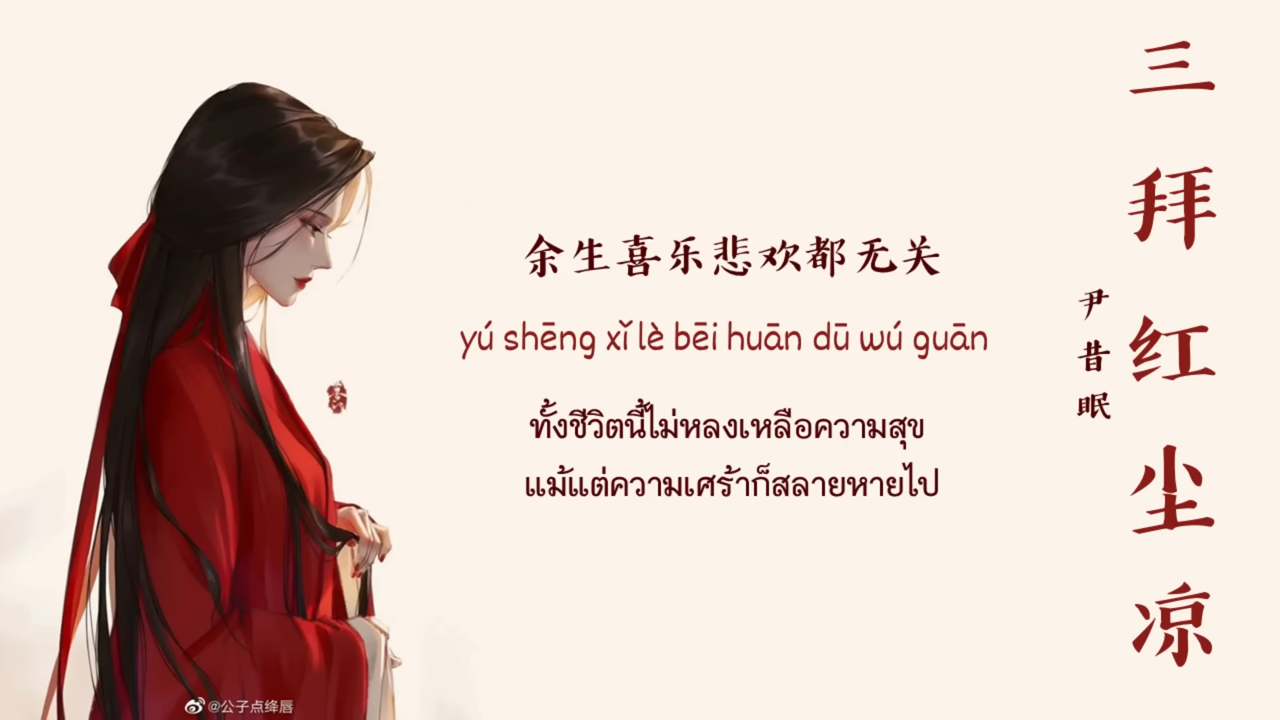 三拜红尘凉
尹昔眠
余生喜乐悲欢都无关
yú shēng xǐ lè bēi huān dū wú guān
ทั้งชีวิตนี้ไม่หลงเหลือความสุข
แม้แต่ความเศร้าก็สลายหายไป
@公子点绛唇